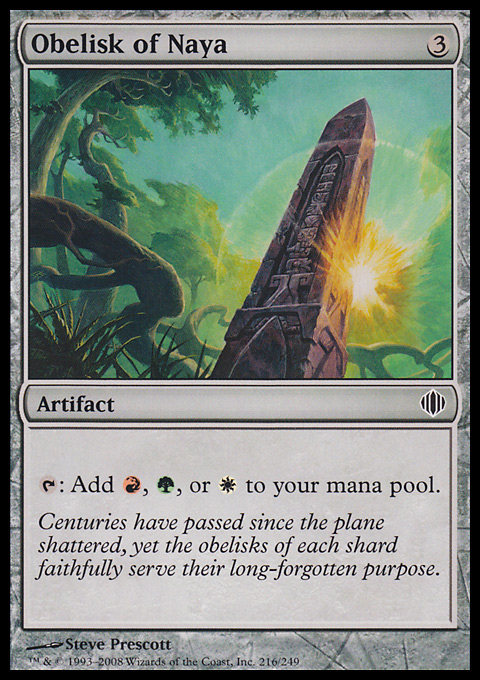 Obelisk of Naya 3
Artifact
: Add , , or to your mana pool.
Centuries have passed since the plane
shattered, yet the obelisks of each shard
faithfully serve their long-forgotten purpose.
Steve Prescott
™ & © 1993–2008 Wizards of the Coast, Inc. 216/249